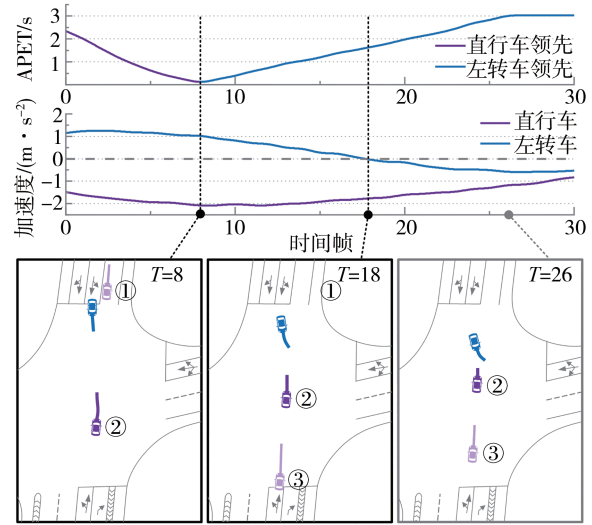 APET/s
3
2
1
直行车领先
左转车领先
0 10 20 30
加速度/(m·s⁻²)
2
1
0
−1
−2
直行车
左转车
0 20 30
时间帧
T=8
①
②
T=18
①
②
③
T=26
②
③